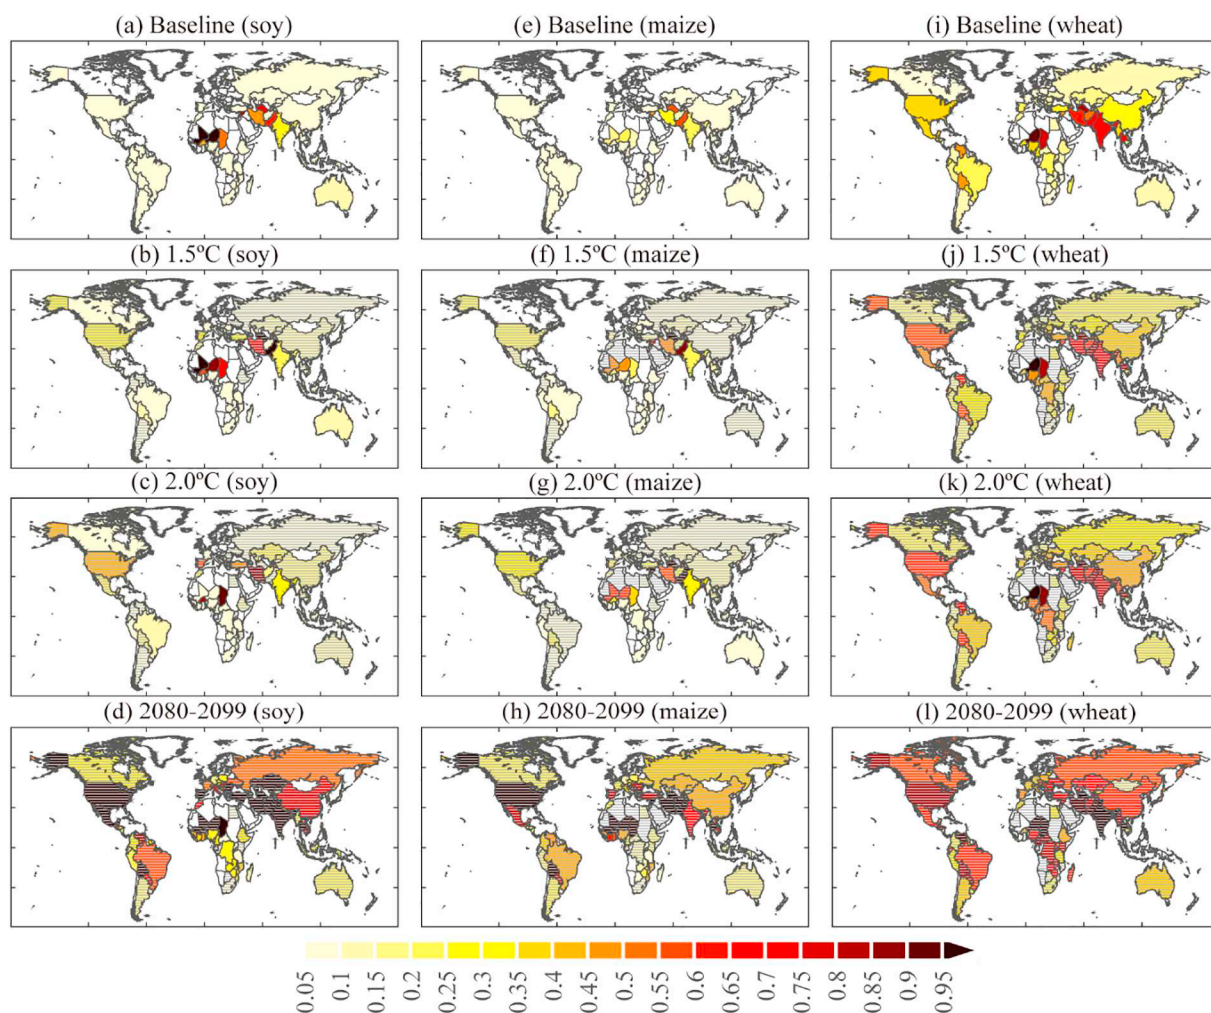 (a) Baseline (soy)
(e) Baseline (maize)
(i) Baseline (wheat)
(b) 1.5ºC (soy)
(f) 1.5ºC (maize)
(j) 1.5ºC (wheat)
(c) 2.0ºC (soy)
(g) 2.0ºC (maize)
(k) 2.0ºC (wheat)
(d) 2080-2099 (soy)
(h) 2080-2099 (maize)
(l) 2080-2099 (wheat)
0.05 0.1 0.15 0.2 0.25 0.3 0.35 0.4 0.45 0.5 0.55 0.6 0.65 0.7 0.75 0.8 0.85 0.9 0.95